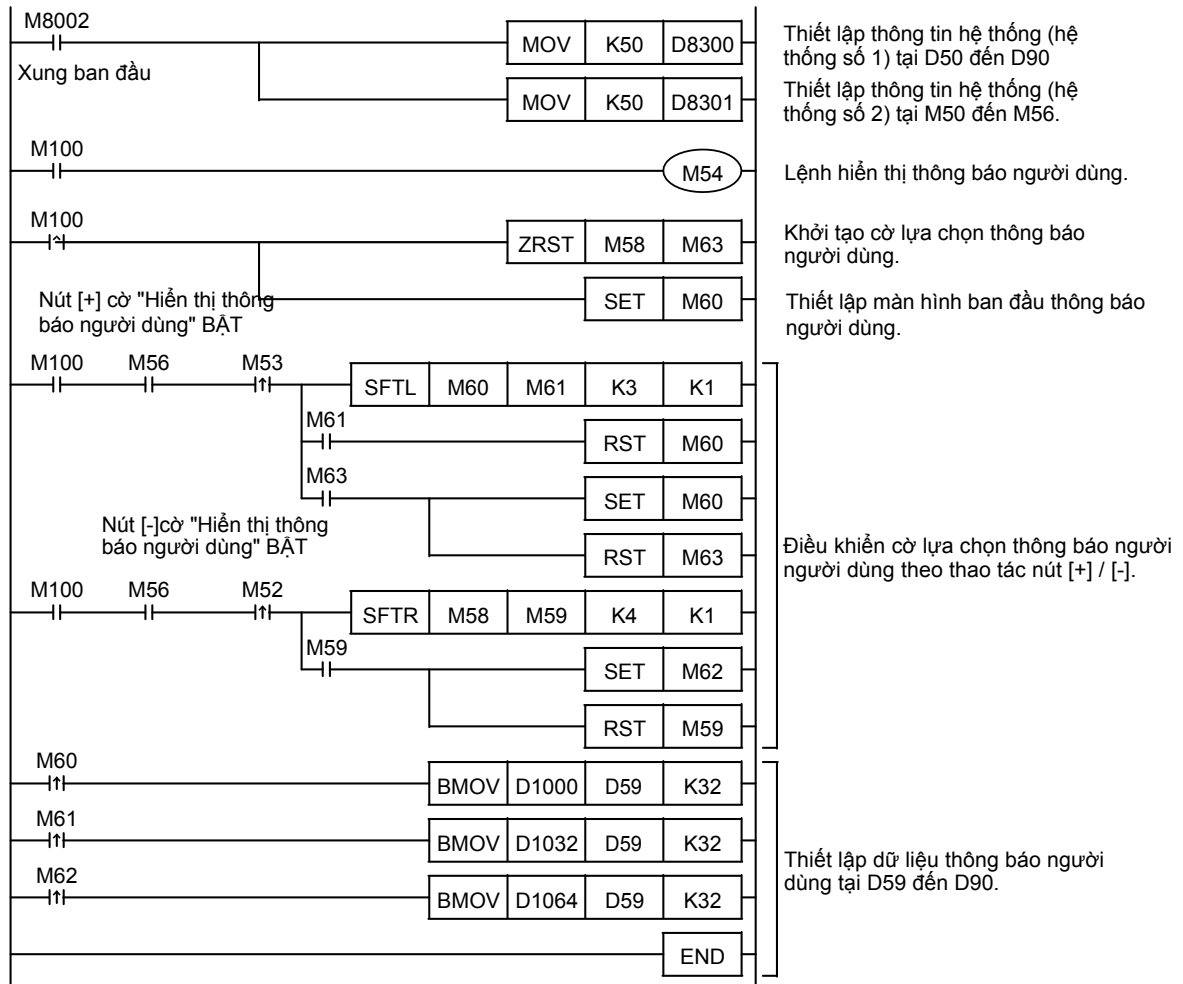 M8002
MOV K50 D8300
Thiết lập thông tin hệ thống (hệ
thống số 1) tại D50 đến D90
Xung ban đầu
MOV K50 D8301
Thiết lập thông tin hệ thống (hệ
thống số 2) tại M50 đến M56.
M100
M54
Lệnh hiển thị thông báo người dùng.
M100
ZRST M58 M63
Khởi tạo cờ lựa chọn thông báo
người dùng.
SET M60
Thiết lập màn hình ban đầu thông báo
người dùng.
Nút [+] cờ "Hiển thị thông
báo người dùng" BẬT
M100 M56 M53
SFTL M60 M61 K3 K1
M61
RST M60
M63
SET M60
RST M63
Nút [-]cờ "Hiển thị thông
báo người dùng" BẬT
Điều khiển cờ lựa chọn thông báo người
người dùng theo thao tác nút [+] / [-].
M100 M56 M52
SFTR M58 M59 K4 K1
M59
SET M62
RST M59
M60
BMOV D1000 D59 K32
M61
BMOV D1032 D59 K32
M62
BMOV D1064 D59 K32
Thiết lập dữ liệu thông báo người
dùng tại D59 đến D90.
END